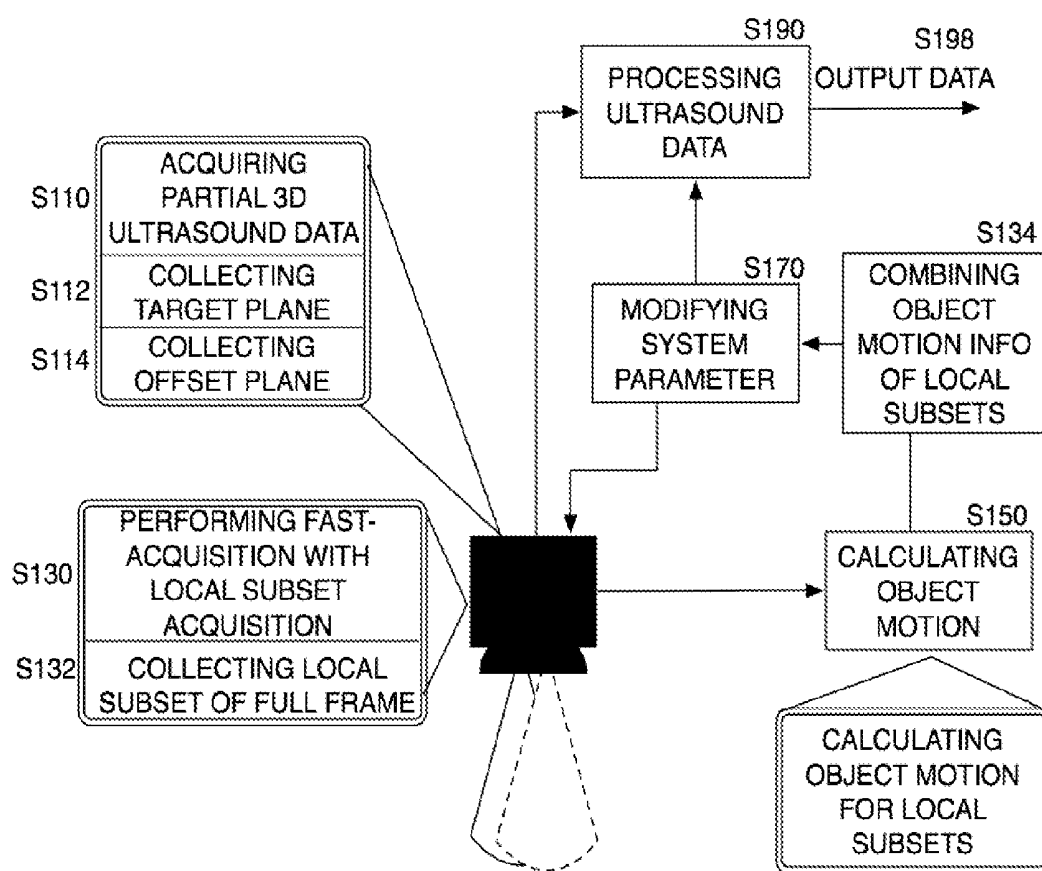 S190
PROCESSING
ULTRASOUND
DATA
S198
OUTPUT DATA
S110
ACQUIRING
PARTIAL 3D
ULTRASOUND DATA
S112
COLLECTING
TARGET PLANE
S114
COLLECTING
OFFSET PLANE
S170
MODIFYING
SYSTEM
PARAMETER
S134
COMBINING
OBJECT
MOTION INFO
OF LOCAL
SUBSETS
S130
PERFORMING FAST-
ACQUISITION WITH
LOCAL SUBSET
ACQUISITION
S132
COLLECTING LOCAL
SUBSET OF FULL FRAME
S150
CALCULATING
OBJECT
MOTION
CALCULATING
OBJECT MOTION
FOR LOCAL
SUBSETS